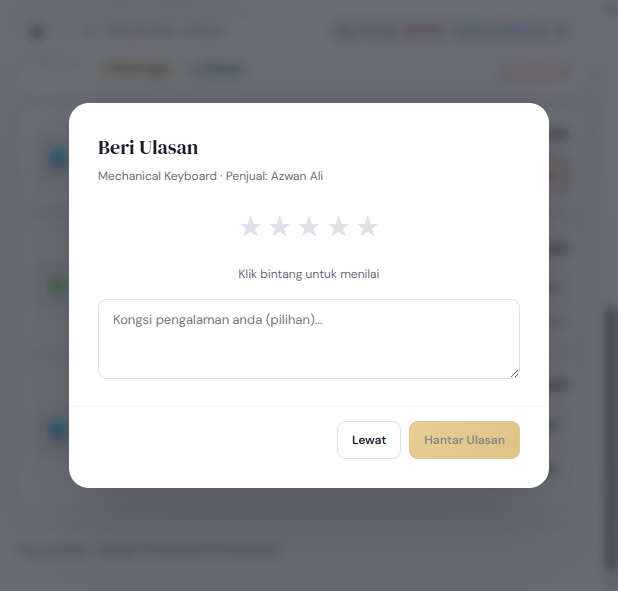 Beri Ulasan
Mechanical Keyboard · Penjual: Azwan Ali
Klik bintang untuk menilai
Kongsi pengalaman anda (pilihan)...
Lewat
Hantar Ulasan